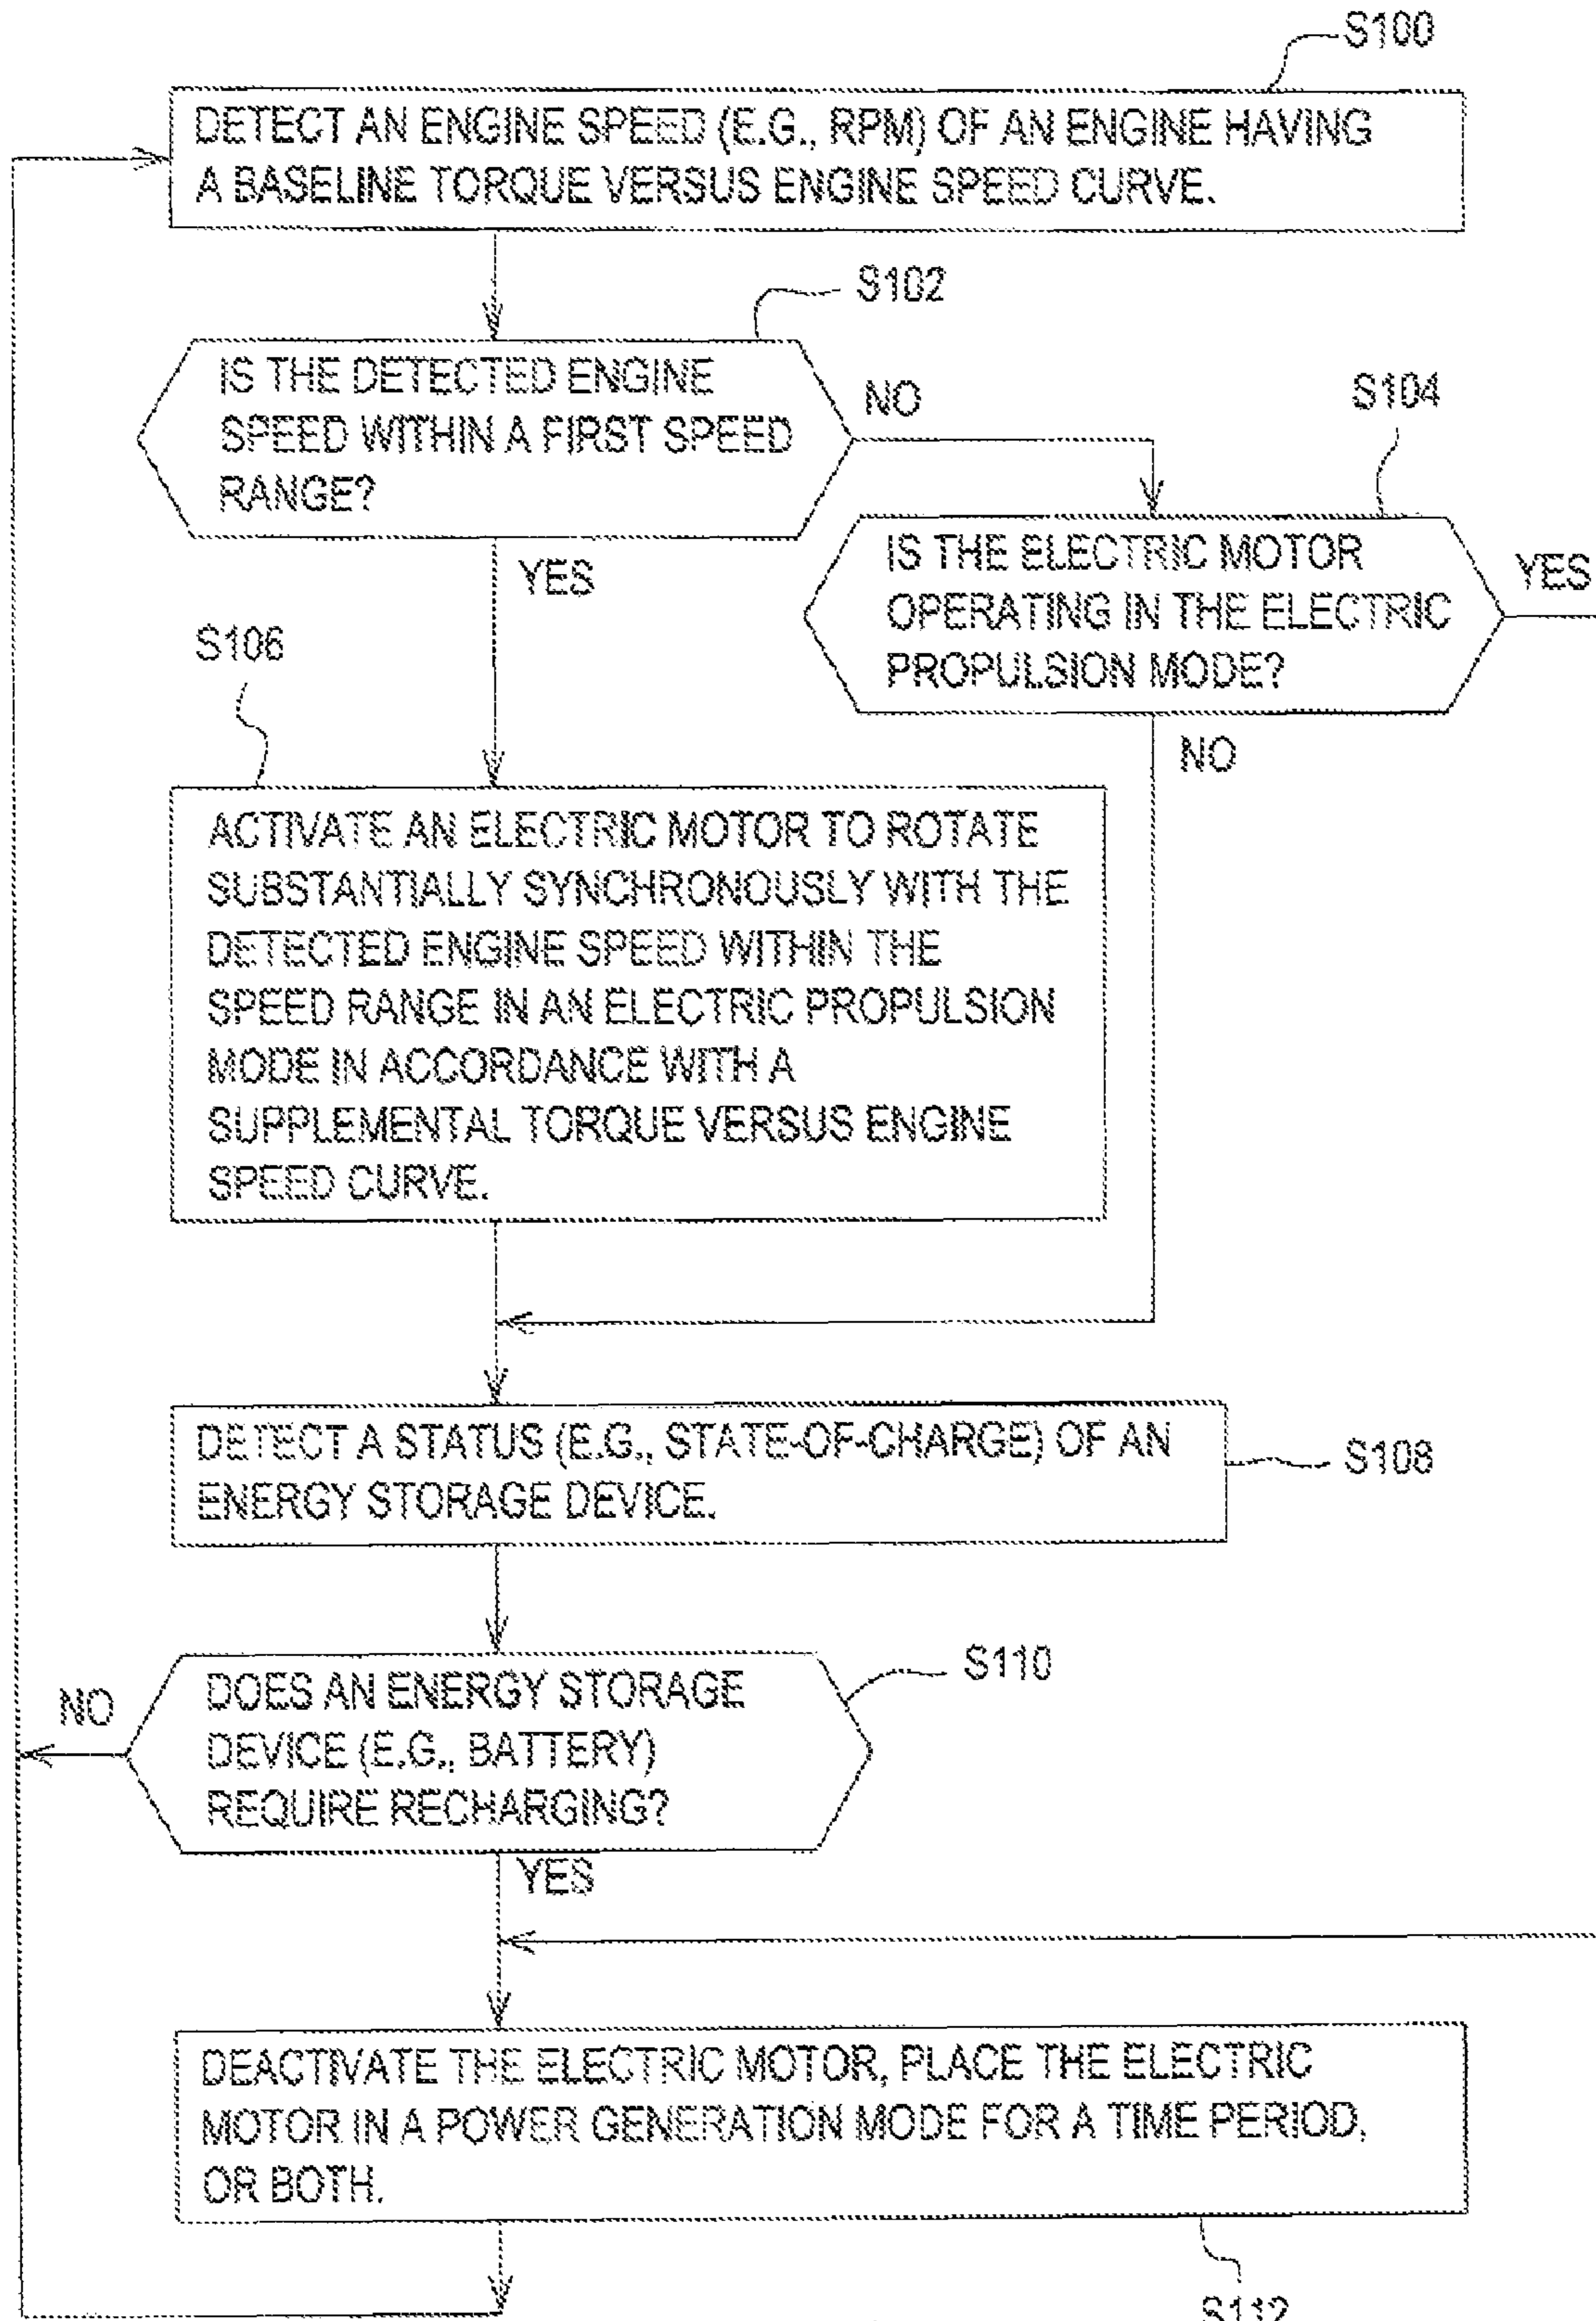 S100
DETECT AN ENGINE SPEED (E.G., RPM) OF AN ENGINE HAVING
A BASELINE TORQUE VERSUS ENGINE SPEED CURVE.
S102
IS THE DETECTED ENGINE
SPEED WITHIN A FIRST SPEED
RANGE?
NO
YES
S104
IS THE ELECTRIC MOTOR
OPERATING IN THE ELECTRIC
PROPULSION MODE?
YES
NO
S106
ACTIVATE AN ELECTRIC MOTOR TO ROTATE
SUBSTANTIALLY SYNCHRONOUSLY WITH THE
DETECTED ENGINE SPEED WITHIN THE
SPEED RANGE IN AN ELECTRIC PROPULSION
MODE IN ACCORDANCE WITH A
SUPPLEMENTAL TORQUE VERSUS ENGINE
SPEED CURVE.
DETECT A STATUS (E.G., STATE-OF-CHARGE) OF AN
ENERGY STORAGE DEVICE.
S108
S110
DOES AN ENERGY STORAGE
DEVICE (E.G., BATTERY)
REQUIRE RECHARGING?
NO
YES
DEACTIVATE THE ELECTRIC MOTOR, PLACE THE ELECTRIC
MOTOR IN A POWER GENERATION MODE FOR A TIME PERIOD,
OR BOTH.
S112